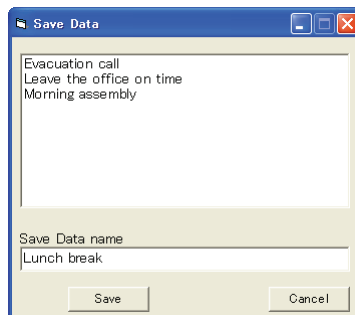 Save Data
Evacuation call
Leave the office on time
Morning assembly
Save Data name
Lunch break
Save Cancel